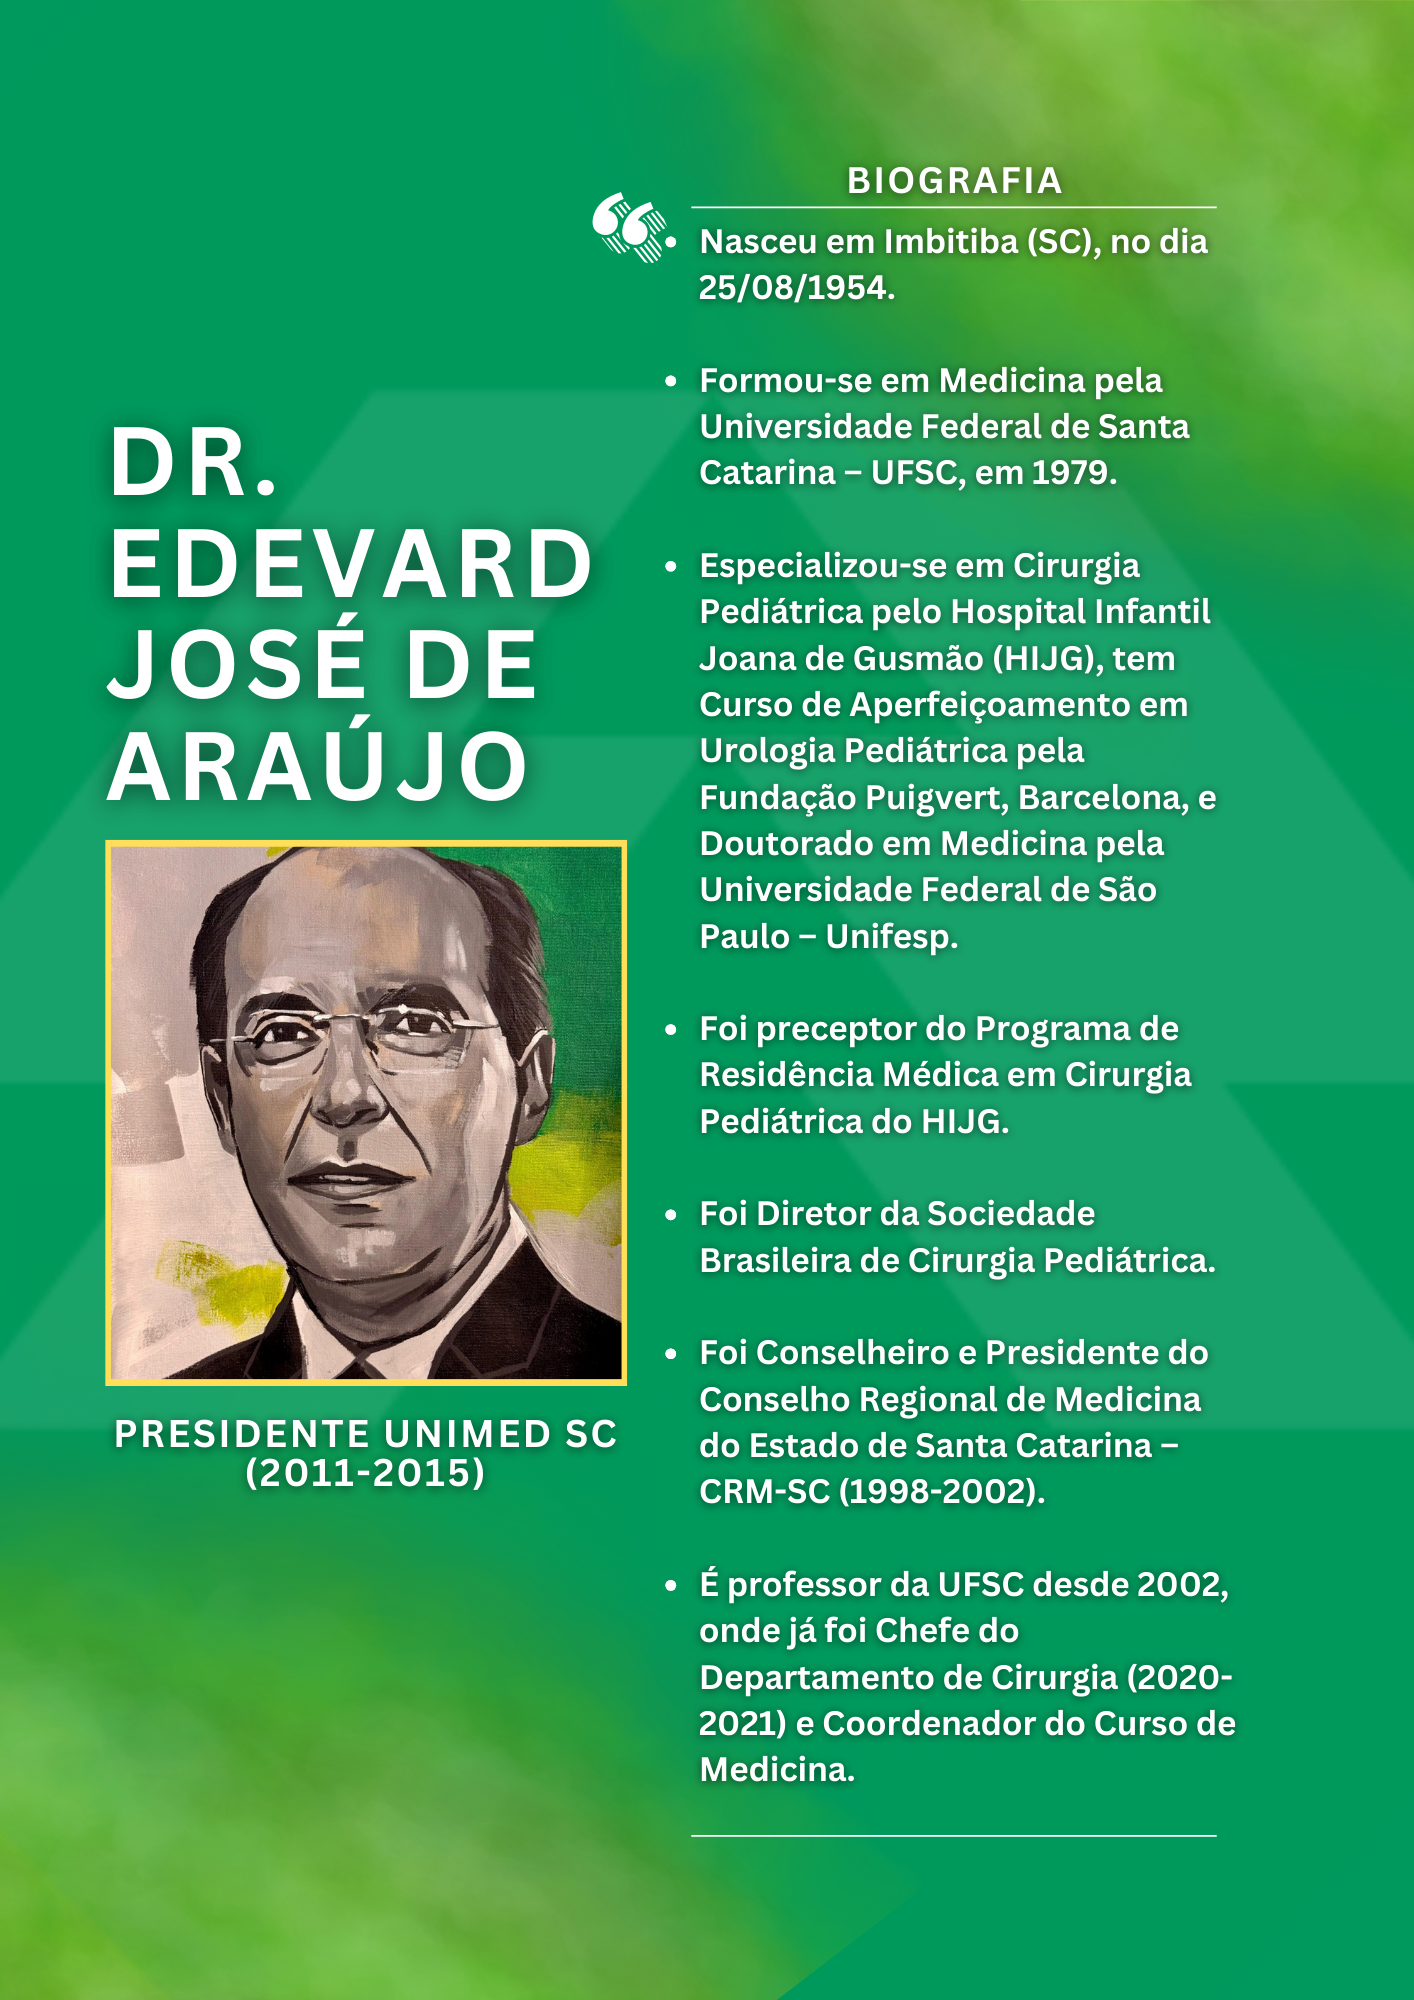 DR.
EDEVARD
JOSÉ DE
ARAÚJO
PRESIDENTE UNIMED SC
(2011-2015)
BIOGRAFIA
• Nasceu em Imbitiba (SC), no dia
25/08/1954.
• Formou-se em Medicina pela
Universidade Federal de Santa
Catarina – UFSC, em 1979.
• Especializou-se em Cirurgia
Pediátrica pelo Hospital Infantil
Joana de Gusmão (HIJG), tem
Curso de Aperfeiçoamento em
Urologia Pediátrica pela
Fundação Puigvert, Barcelona, e
Doutorado em Medicina pela
Universidade Federal de São
Paulo – Unifesp.
• Foi preceptor do Programa de
Residência Médica em Cirurgia
Pediátrica do HIJG.
• Foi Diretor da Sociedade
Brasileira de Cirurgia Pediátrica.
• Foi Conselheiro e Presidente do
Conselho Regional de Medicina
do Estado de Santa Catarina –
CRM-SC (1998-2002).
• É professor da UFSC desde 2002,
onde já foi Chefe do
Departamento de Cirurgia (2020-
2021) e Coordenador do Curso de
Medicina.